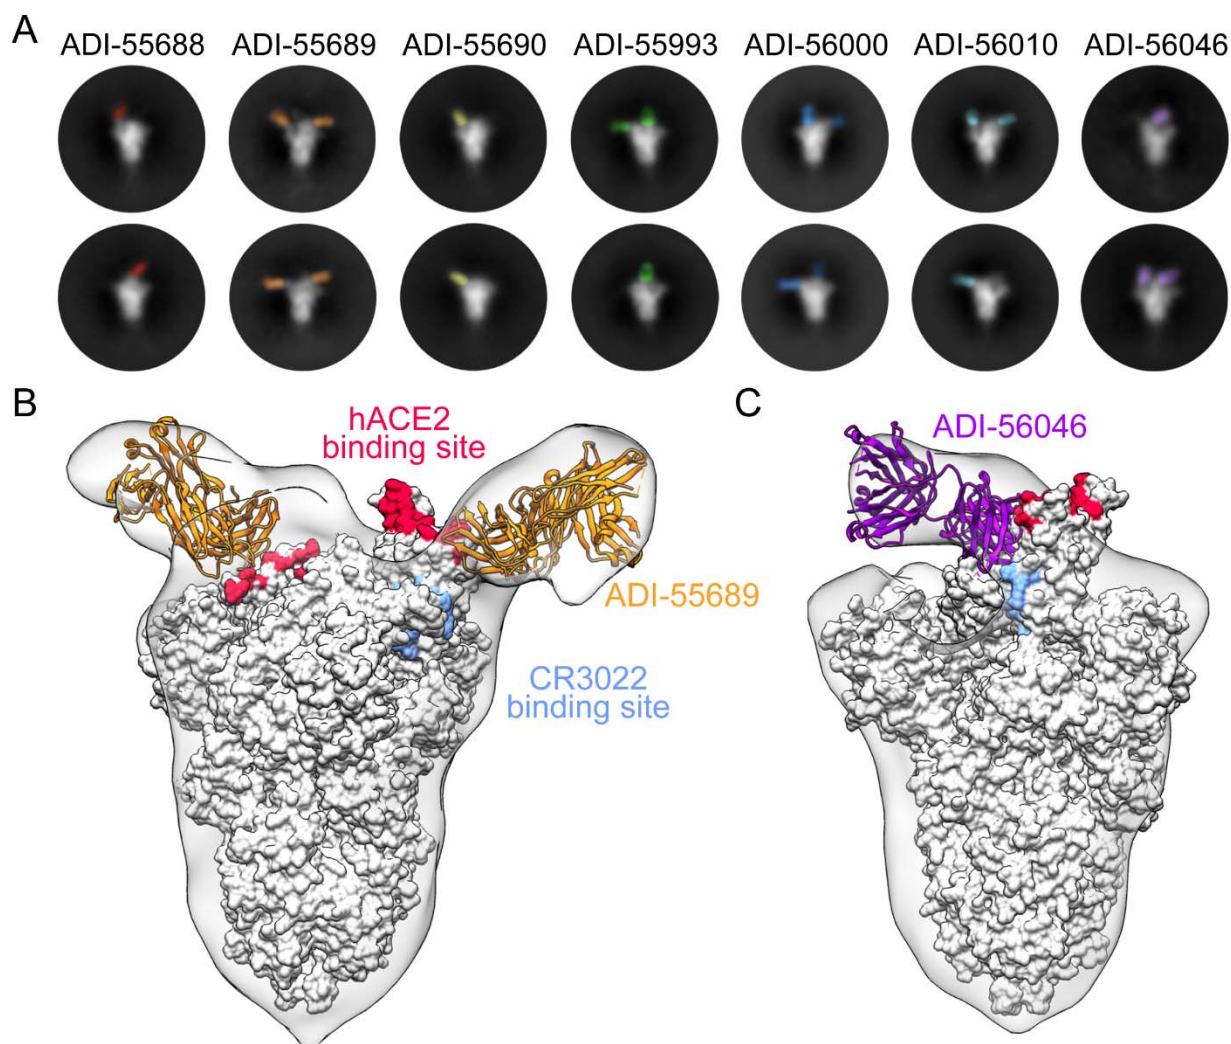 A
ADI-55688 ADI-55689 ADI-55690 ADI-55993 ADI-56000 ADI-56010 ADI-56046
B
hACE2
binding site
ADI-55689
CR3022
binding site
C
ADI-56046